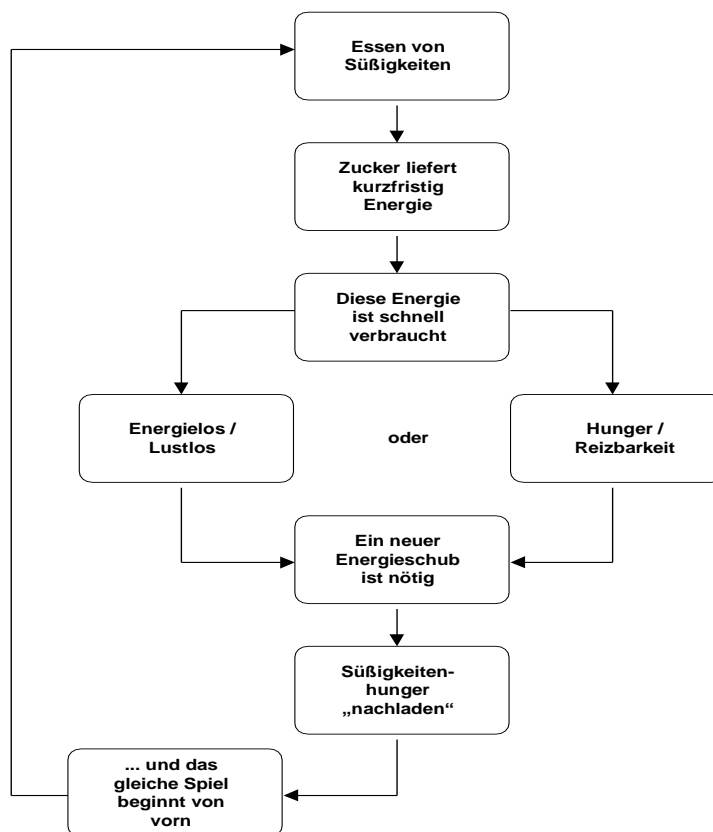 Essen von
Süßigkeiten
Zucker liefert
kurzfristig
Energie
Diese Energie
ist schnell
verbraucht
Energielos /
Lustlos
oder
Hunger /
Reizbarkeit
Ein neuer
Energieschub
ist nötig
Süßigkeiten-
hunger
„nachladen“
... und das
gleiche Spiel
beginnt von
vorn